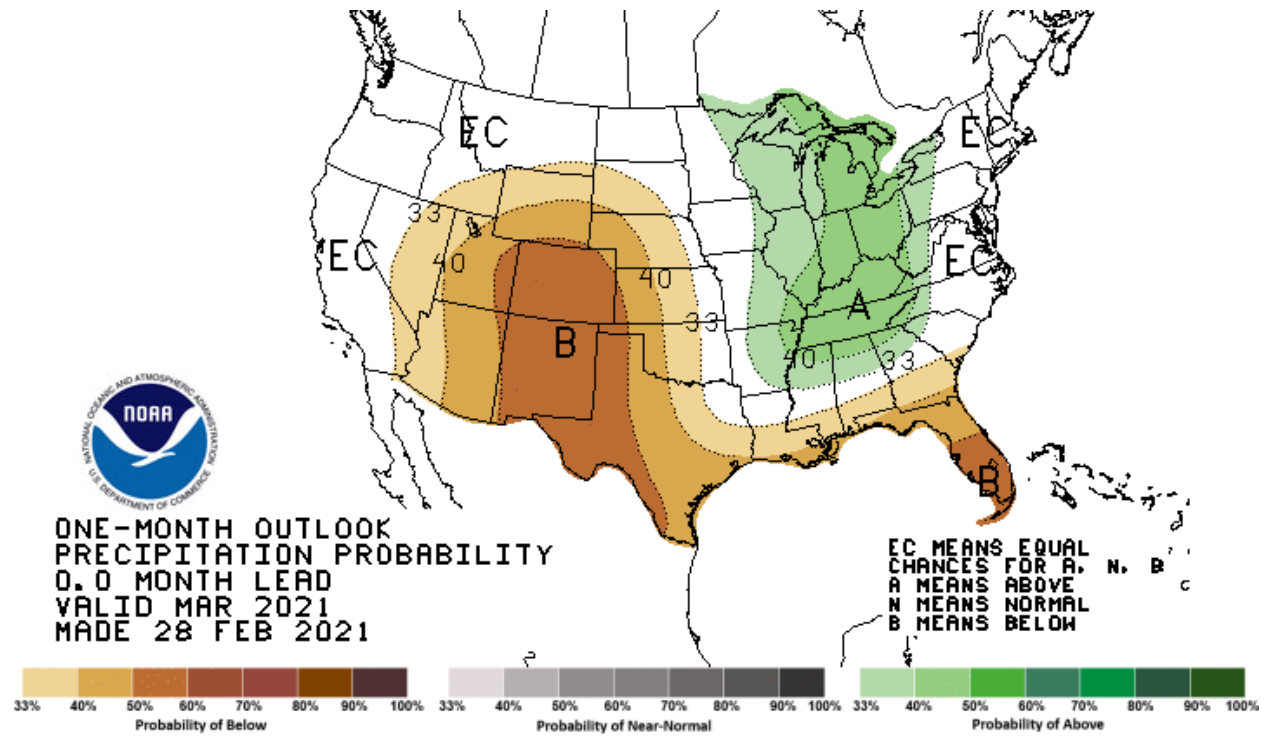 EC
EC
33
EC
EC
40
40
A
33
B
40
33
B
NATIONAL OCEANIC AND ATMOSPHERIC ADMINISTRATION
NOAA
U.S. DEPARTMENT OF COMMERCE
ONE-MONTH OUTLOOK
PRECIPITATION PROBABILITY
0.0 MONTH LEAD
VALID MAR 2021
MADE 28 FEB 2021
EC MEANS EQUAL
CHANCES FOR A, N, B
A MEANS ABOVE
N MEANS NORMAL
B MEANS BELOW
33% 40% 50% 60% 70% 80% 90% 100%
Probability of Below
33% 40% 50% 60% 70% 80% 90% 100%
Probability of Near-Normal
33% 40% 50% 60% 70% 80% 90% 100%
Probability of Above